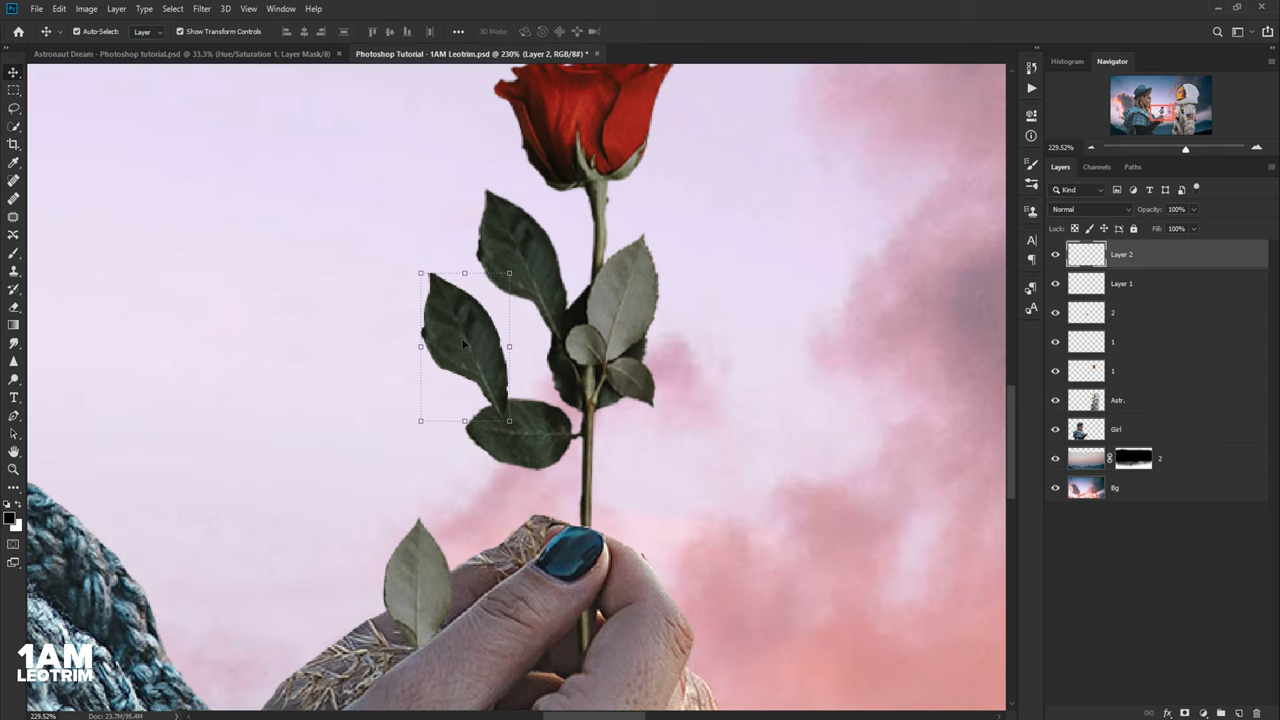 File Edit Image Layer Type Select Filter 3D View Window Help
Auto-Select: Layer Show Transform Controls 3D Mode:
Astronaut Dream - Photoshop tutorial.psd @ 33.3% (Hue/Saturation 1, Layer Mask/8) × Photoshop Tutorial - 1AM Leotrim.psd @ 230% (Layer 2, RGB/8#) * ×
Histogram Navigator
229.52%
Layers Channels Paths
Kind
Normal Opacity: 100%
Lock: Fill: 100%
Layer 2
Layer 1
2
1
1
Astr.
Girl
2
Bg
1AM
LEOTRIM
229.52% Doc: 23.7M/95.4M